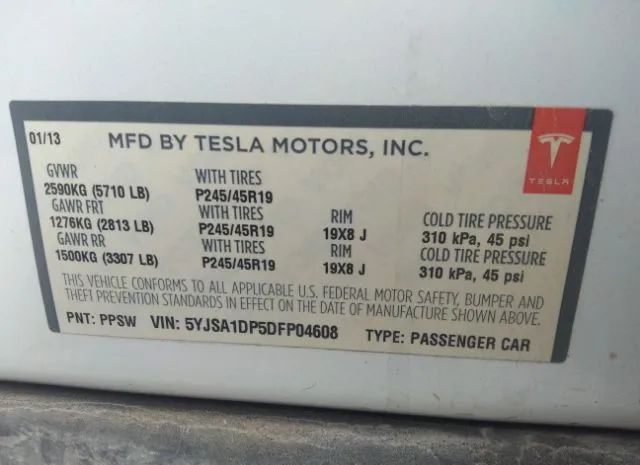 01/13 MFD BY TESLA MOTORS, INC.
TESLA
GVWR WITH TIRES
2590KG (5710 LB) P245/45R19
GAWR FRT WITH TIRES RIM COLD TIRE PRESSURE
1276KG (2813 LB) P245/45R19 19X8 J 310 kPa, 45 psi
GAWR RR WITH TIRES RIM COLD TIRE PRESSURE
1500KG (3307 LB) P245/45R19 19X8 J 310 kPa, 45 psi
THIS VEHICLE CONFORMS TO ALL APPLICABLE U.S. FEDERAL MOTOR SAFETY, BUMPER AND
THEFT PREVENTION STANDARDS IN EFFECT ON THE DATE OF MANUFACTURING SHOWN ABOVE.
PNT: PPSW VIN: 5YJSA1DP5DFP04608 TYPE: PASSENGER CAR